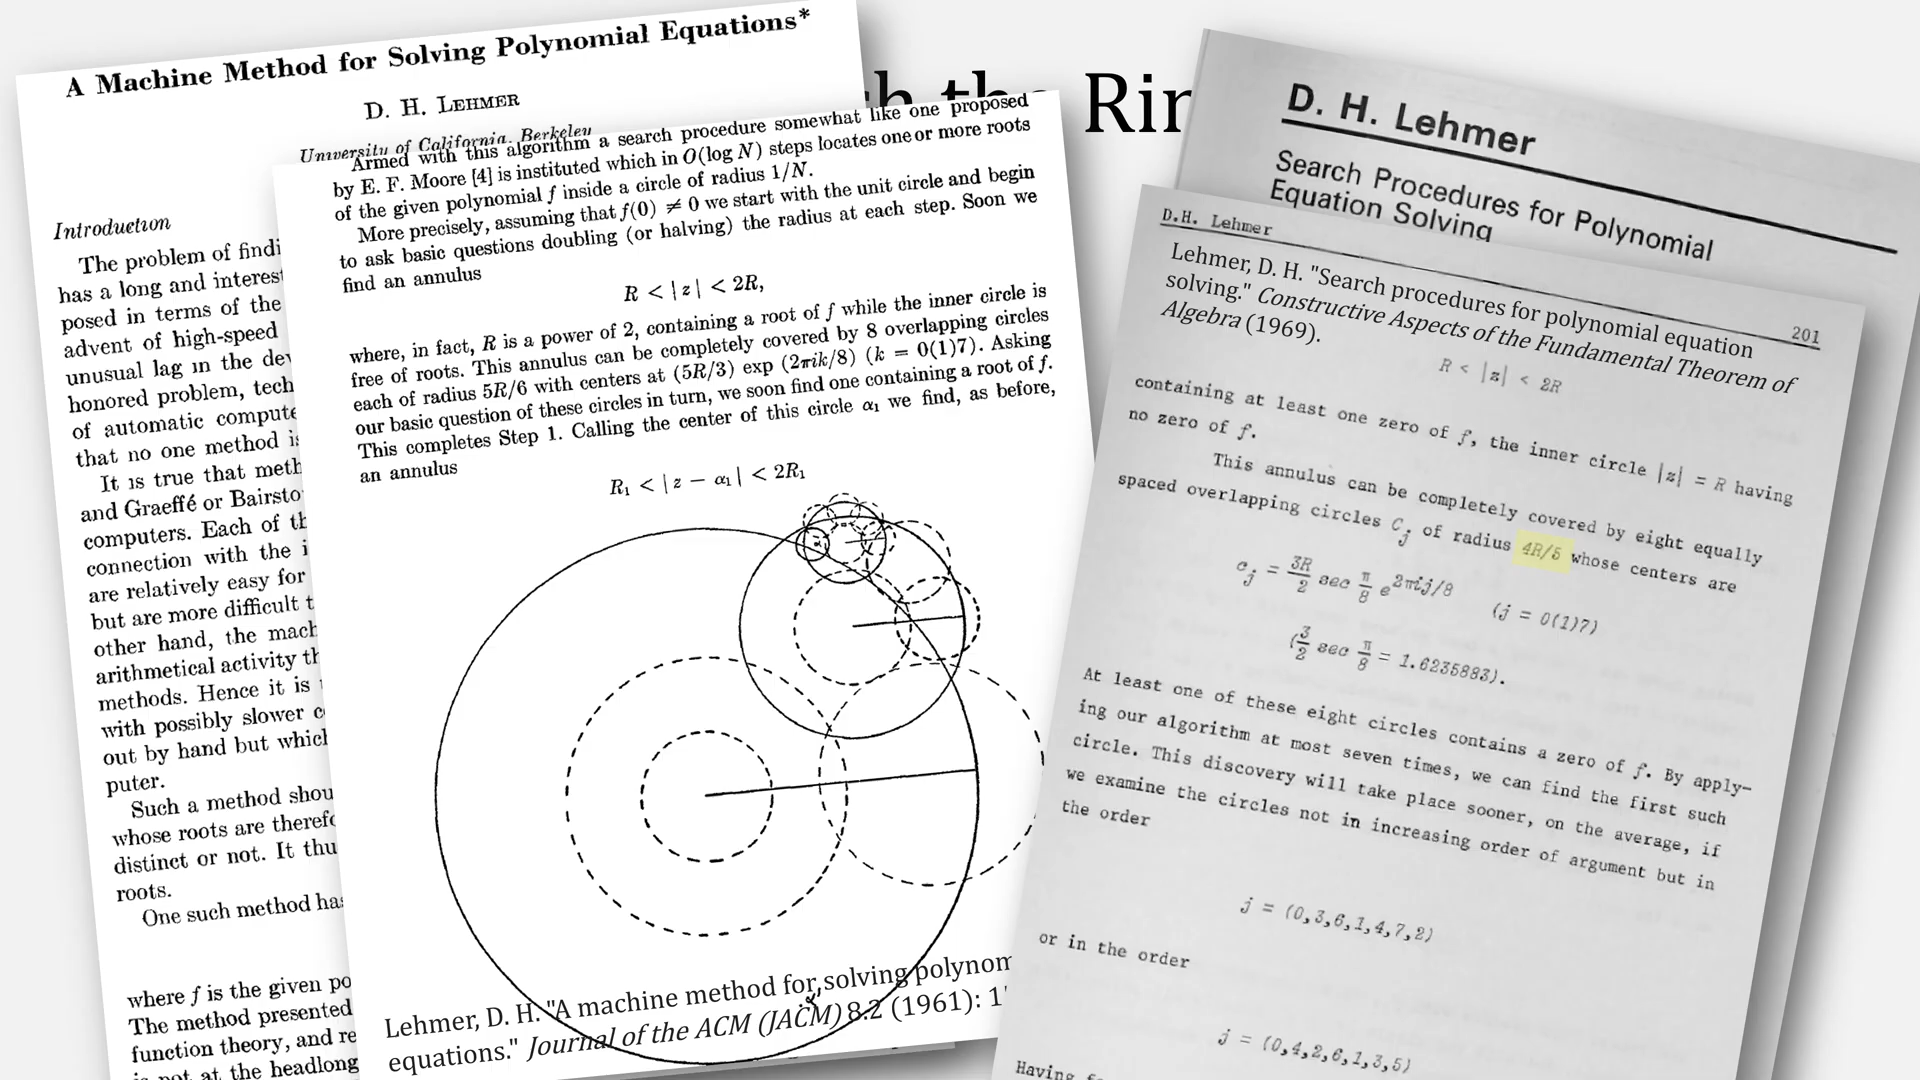 A Machine Method for Solving Polynomial Equations*
D. H. LEHMER
University of California, Berkeley
Introduction
The problem of findi
has a long and interest
posed in terms of the
advent of high-speed
unusual lag in the dev
honored problem, tech
of automatic compute
that no one method is
It is true that meth
and Graeffé or Bairsto
computers. Each of th
connection with the i
are relatively easy for
but are more difficult t
other hand, the mach
arithmetical activity th
methods. Hence it is
with possibly slower c
out by hand but which
puter.
Such a method shou
whose roots are therefo
distinct or not. It thu
roots.
One such method has
where f is the given po
The method presented
function theory, and re
is not at the headlong
the Rin
Armed with this algorithm a search procedure somewhat like one proposed
by E. F. Moore [4] is instituted which in O(log N) steps locates one or more roots
of the given polynomial f inside a circle of radius 1/N.
More precisely, assuming that f(0) ≠ 0 we start with the unit circle and begin
to ask basic questions doubling (or halving) the radius at each step. Soon we
find an annulus
R < | z | < 2R,
where, in fact, R is a power of 2, containing a root of f while the inner circle is
free of roots. This annulus can be completely covered by 8 overlapping circles
each of radius 5R/6 with centers at (5R/3) exp (2πik/8) (k = 0(1)7). Asking
our basic question of these circles in turn, we soon find one containing a root of f.
This completes Step 1. Calling the center of this circle α₁ we find, as before,
an annulus
R₁ < | z − α₁ | < 2R₁
Lehmer, D. H. "A machine method for solving polynom
equations." Journal of the ACM (JACM) 8.2 (1961): 1
D. H. Lehmer
Search Procedures for Polynomial
Equation Solving
D.H. Lehmer
201
Lehmer, D. H. "Search procedures for polynomial equation
solving." Constructive Aspects of the Fundamental Theorem of
Algebra (1969).
R < |z| < 2R
containing at least one zero of f, the inner circle |z| = R having
no zero of f.
This annulus can be completely covered by eight equally
spaced overlapping circles Cj of radius 4R/5 whose centers are
cj = 3R/2 sec π/8 e^2πij/8 (j = 0(1)7)
(3/2 sec π/8 = 1.6235883).
At least one of these eight circles contains a zero of f. By apply-
ing our algorithm at most seven times, we can find the first such
circle. This discovery will take place sooner, on the average, if
we examine the circles not in increasing order of argument but in
the order
j = (0,3,6,1,4,7,2)
or in the order
j = (0,4,2,6,1,3,5)
Having